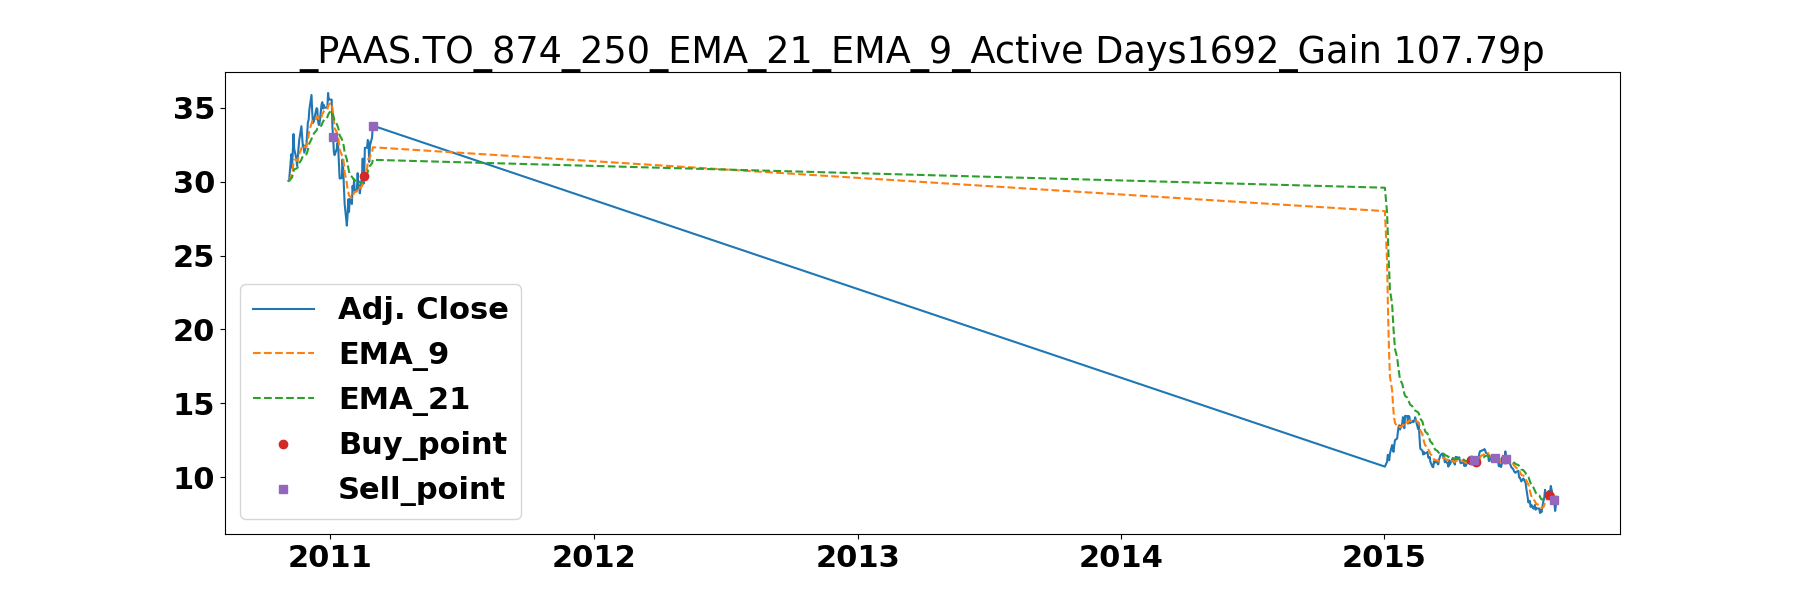 _PAAS.TO_874_250_EMA_21_EMA_9_Active Days1692_Gain 107.79p
35
30
25
20
15
10
Adj. Close
EMA_9
EMA_21
Buy_point
Sell_point
2011 2012 2013 2014 2015